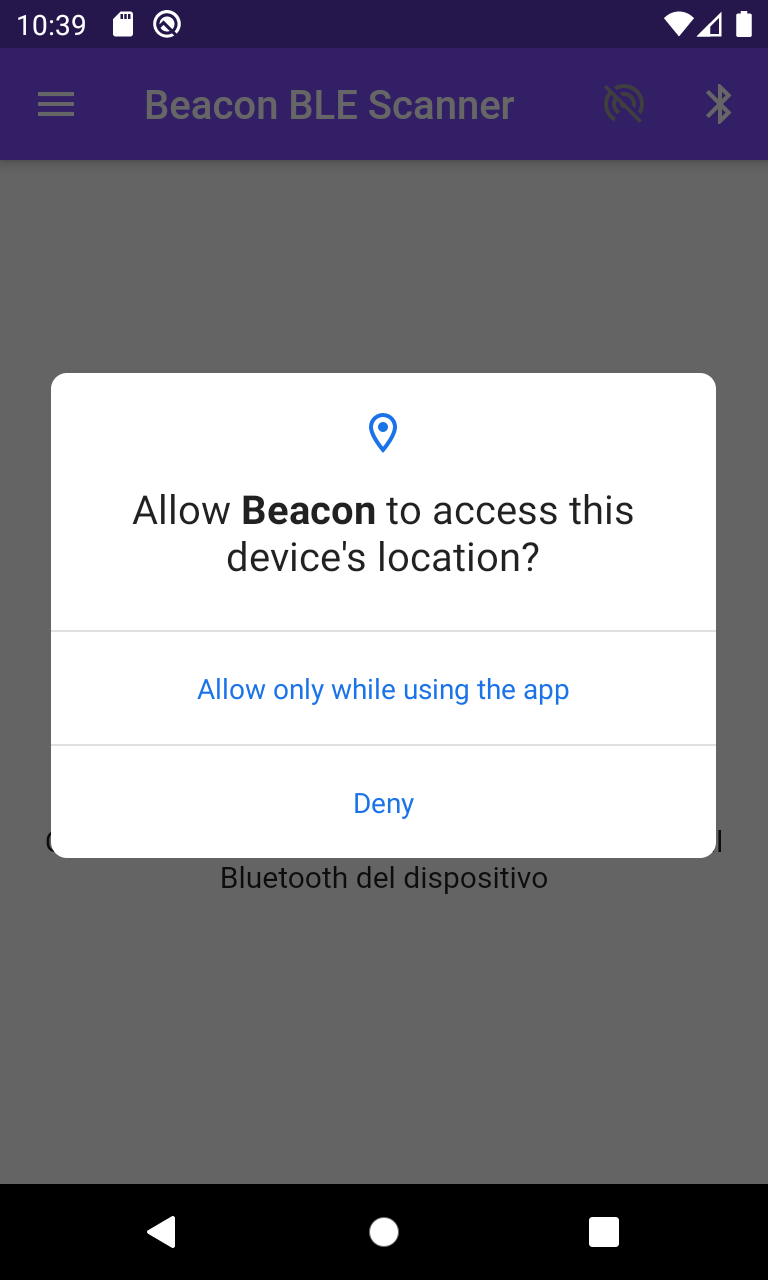 10:39
Beacon BLE Scanner
Allow Beacon to access this
device's location?
Allow only while using the app
Deny
Bluetooth del dispositivo